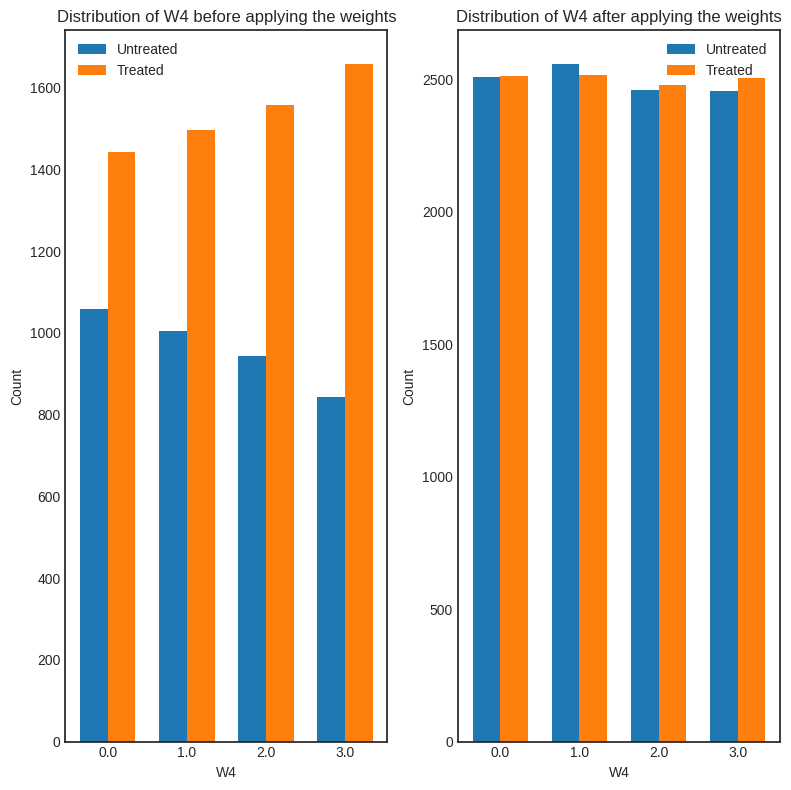 Distribution of W4 before applying the weights
Untreated
Treated
1600
1400
1200
1000
800
600
400
200
0
Count
0.0 1.0 2.0 3.0
W4
Distribution of W4 after applying the weights
Untreated
Treated
2500
2000
1500
1000
500
0
Count
0.0 1.0 2.0 3.0
W4